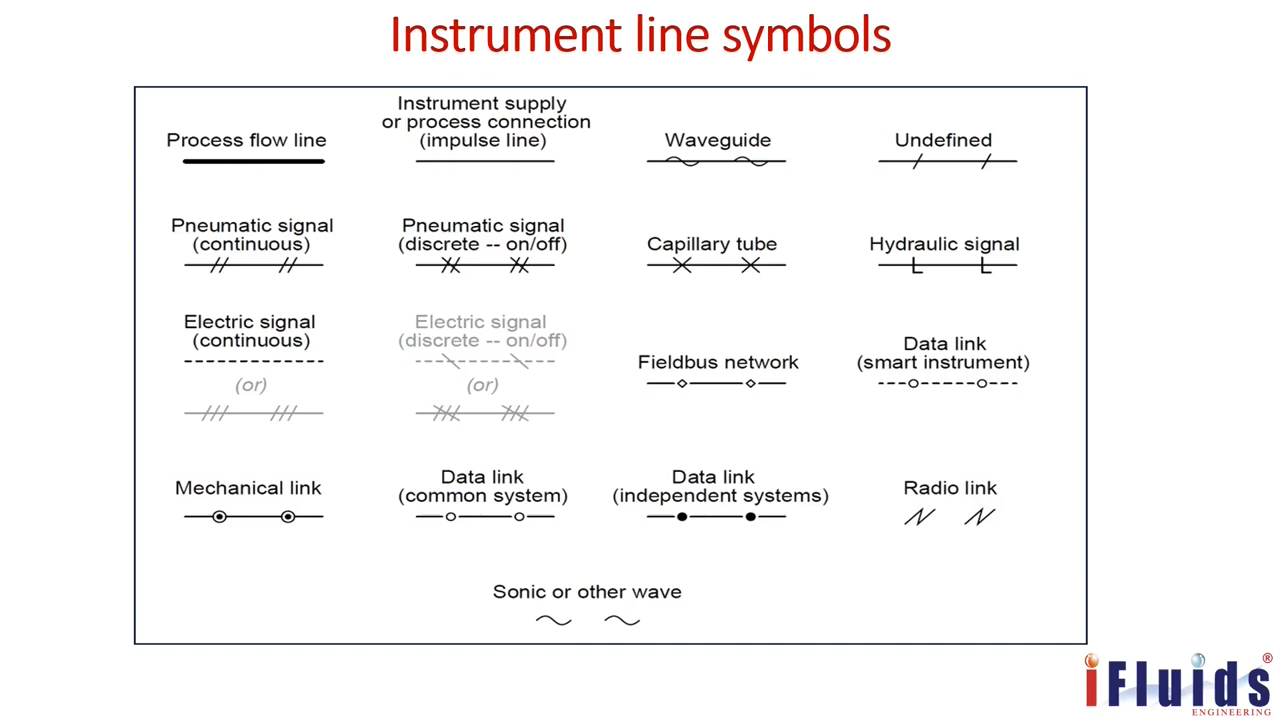 Instrument line symbols
Process flow line
Instrument supply
or process connection
(impulse line)
Waveguide
Undefined
Pneumatic signal
(continuous)
Pneumatic signal
(discrete -- on/off)
Capillary tube
Hydraulic signal
Electric signal
(continuous)
(or)
Electric signal
(discrete -- on/off)
(or)
Fieldbus network
Data link
(smart instrument)
Mechanical link
Data link
(common system)
Data link
(independent systems)
Radio link
Sonic or other wave
iFluids®
ENGINEERING